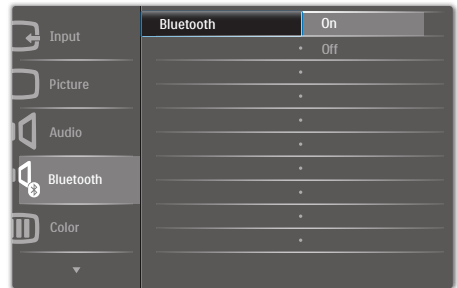 Input
Picture
Audio
Bluetooth
Color
Bluetooth On
Off